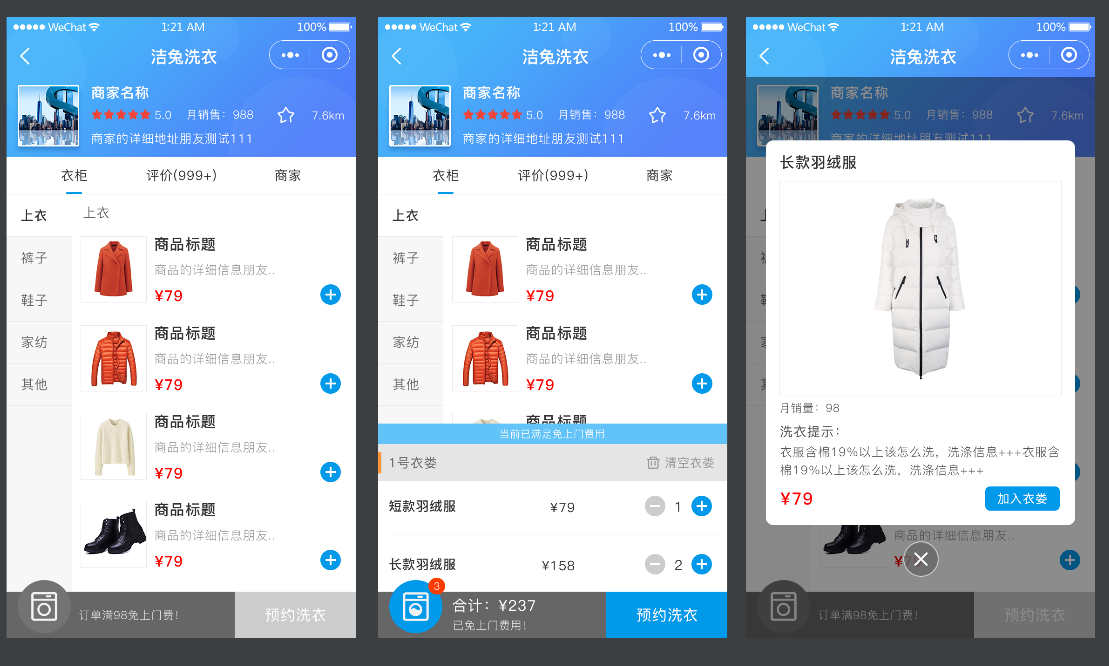 WeChat 1:21 AM 100%
洁兔洗衣
商家名称
5.0 月销售：988 7.6km
商家的详细地址朋友测试111
衣柜 评价(999+) 商家
上衣
裤子
鞋子
家纺
其他
上衣
商品标题
商品的详细信息朋友..
¥79
商品标题
商品的详细信息朋友..
¥79
商品标题
商品的详细信息朋友..
¥79
商品标题
商品的详细信息朋友..
¥79
订单满98免上门费！ 预约洗衣
WeChat 1:21 AM 100%
洁兔洗衣
商家名称
5.0 月销售：988 7.6km
商家的详细地址朋友测试111
衣柜 评价(999+) 商家
上衣
裤子
鞋子
家纺
其他
商品标题
商品的详细信息朋友..
¥79
商品标题
商品的详细信息朋友..
¥79
商品标题
当前已满足免上门费用
1号衣娄 清空衣娄
短款羽绒服 ¥79 1
长款羽绒服 ¥158 2
3
合计：¥237
已免上门费用！
预约洗衣
WeChat 1:21 AM 100%
洁兔洗衣
商家名称
5.0 月销售：988 7.6km
商家的详细地址朋友测试111
长款羽绒服
月销量：98
洗衣提示：
衣服含棉19%以上该怎么洗，洗涤信息+++衣服含
棉19%以上该怎么洗，洗涤信息+++
¥79 加入衣娄
商品的详细信息朋友..
订单满98免上门费！ 预约洗衣